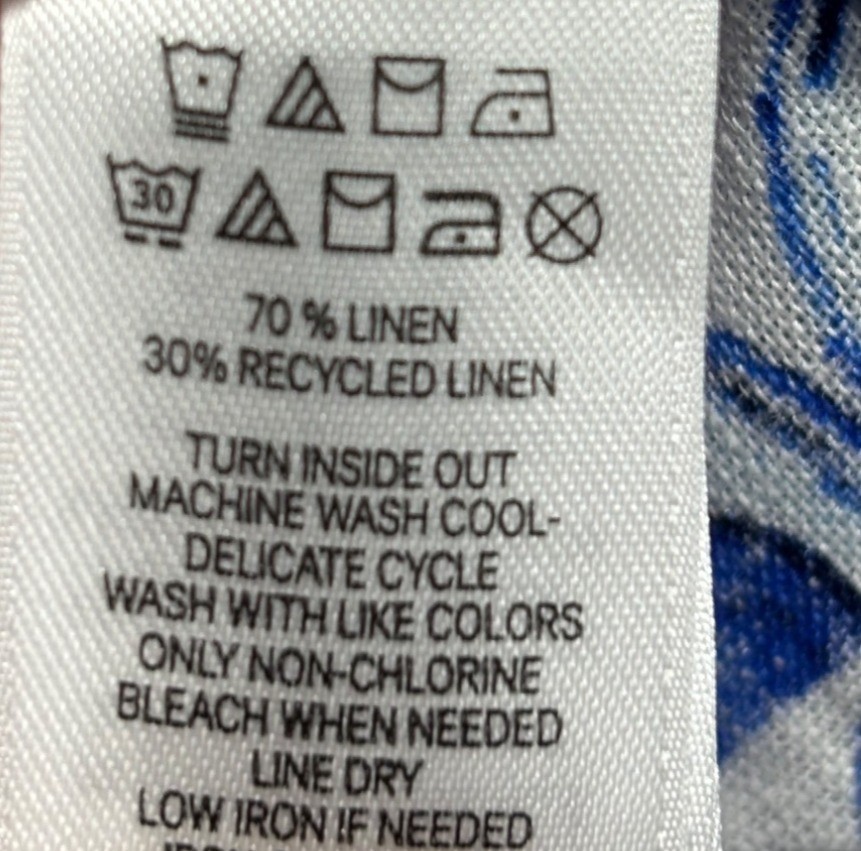 30
70 % LINEN
30% RECYCLED LINEN
TURN INSIDE OUT
MACHINE WASH COOL-
DELICATE CYCLE
WASH WITH LIKE COLORS
ONLY NON-CHLORINE
BLEACH WHEN NEEDED
LINE DRY
LOW IRON IF NEEDED